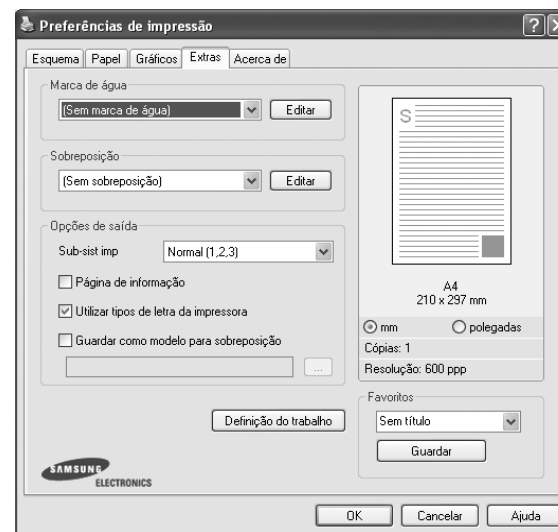 Preferências de impressão
Esquema Papel Gráficos Extras Acerca de
Marca de água
(Sem marca de água) Editar
Sobreposição
(Sem sobreposição) Editar
Opções de saída
Sub-sist imp Normal (1,2,3)
Página de informação
Utilizar tipos de letra da impressora
Guardar como modelo para sobreposição
...
Definição do trabalho
SAMSUNG
ELECTRONICS
S
A4
210 x 297 mm
mm polegadas
Cópias: 1
Resolução: 600 ppp
Favoritos
Sem título
Guardar
OK Cancelar Ajuda